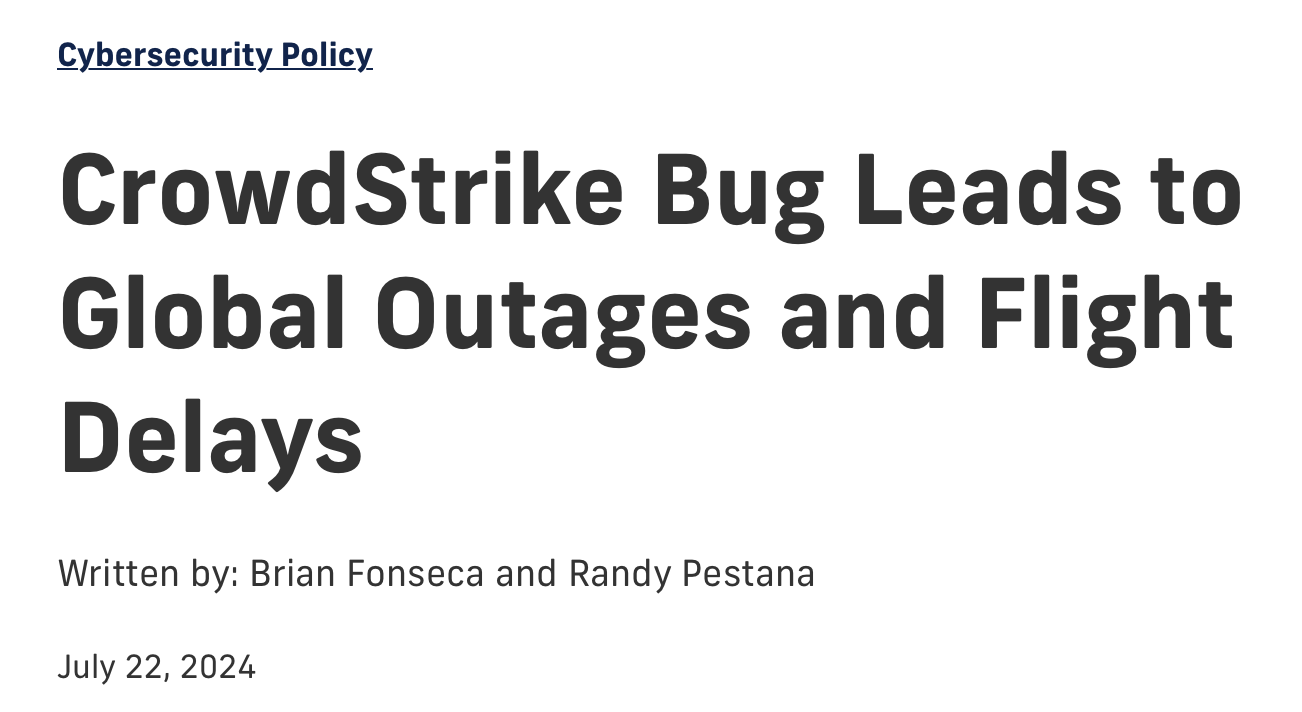 Cybersecurity Policy
CrowdStrike Bug Leads to
Global Outages and Flight
Delays
Written by: Brian Fonseca and Randy Pestana
July 22, 2024